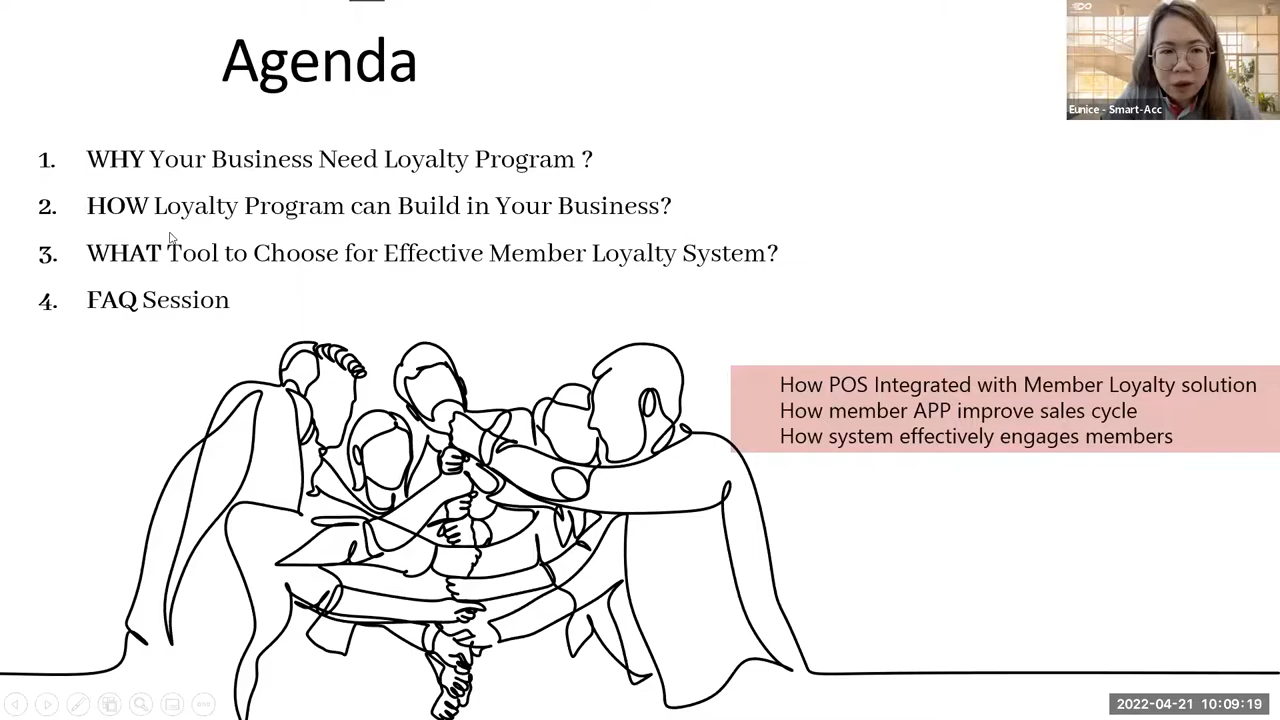 Agenda
Eunice - Smart-Acc
1. WHY Your Business Need Loyalty Program ?
2. HOW Loyalty Program can Build in Your Business?
3. WHAT Tool to Choose for Effective Member Loyalty System?
4. FAQ Session
How POS Integrated with Member Loyalty solution
How member APP improve sales cycle
How system effectively engages members
2022-04-21 10:09:19